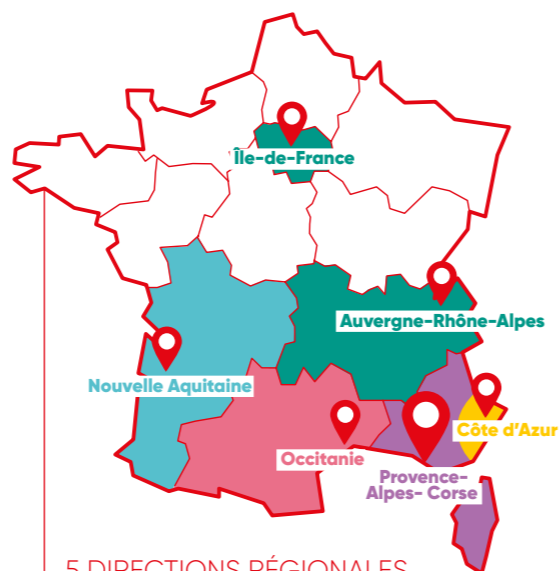 Île-de-France
Auvergne-Rhône-Alpes
Nouvelle Aquitaine
Côte d'Azur
Occitanie
Provence-
Alpes- Corse
5 DIRECTIONS RÉGIONALES